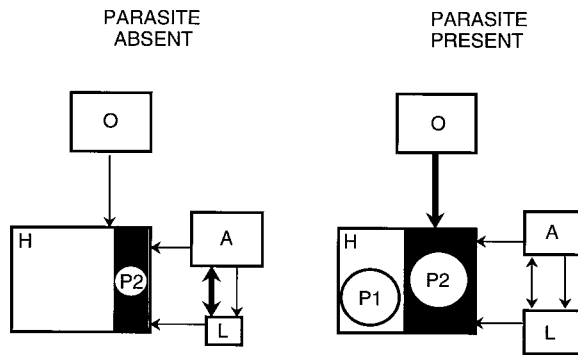 PARASITE
ABSENT
PARASITE
PRESENT
O
O
H
A
P2
L
H
P1
P2
A
L